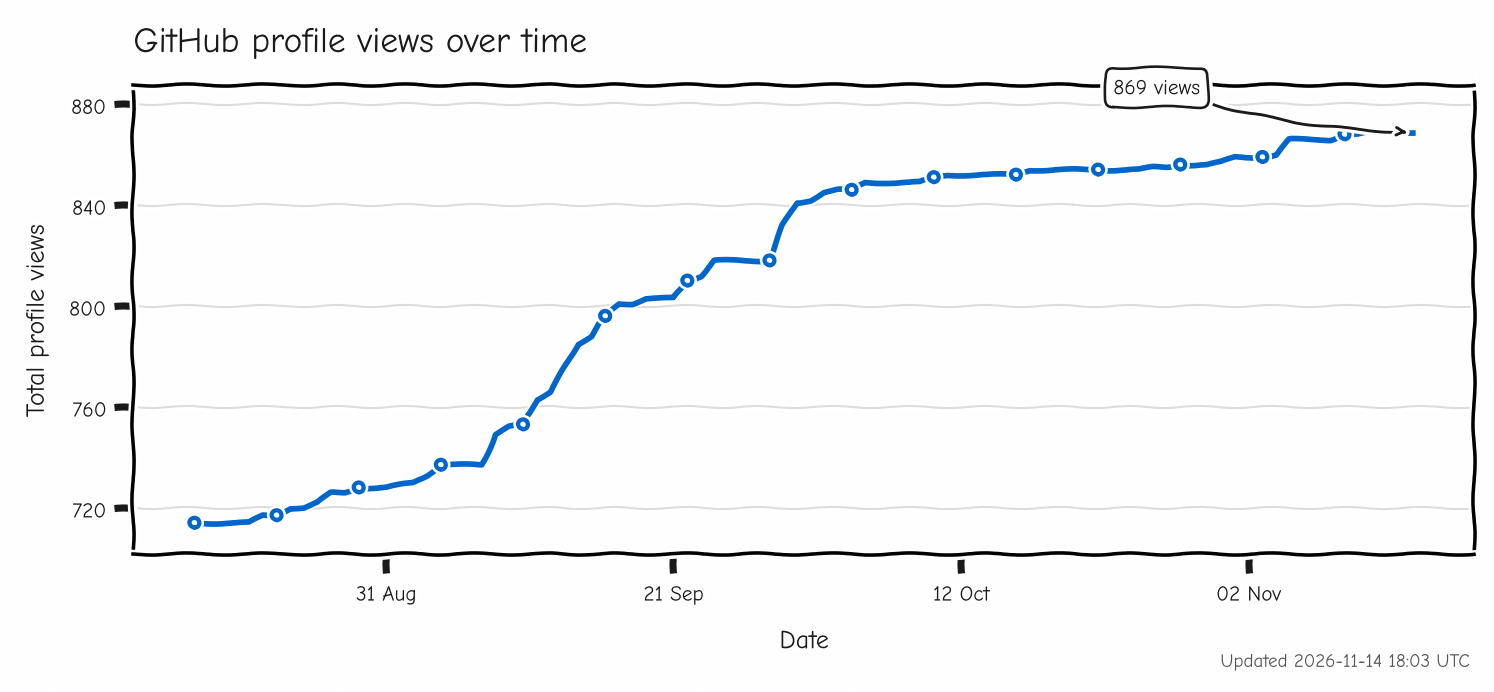 GitHub profile views over time
869 views
880
840
800
760
720
Total profile views
31 Aug
21 Sep
12 Oct
02 Nov
Date
Updated 2026-11-14 18:03 UTC